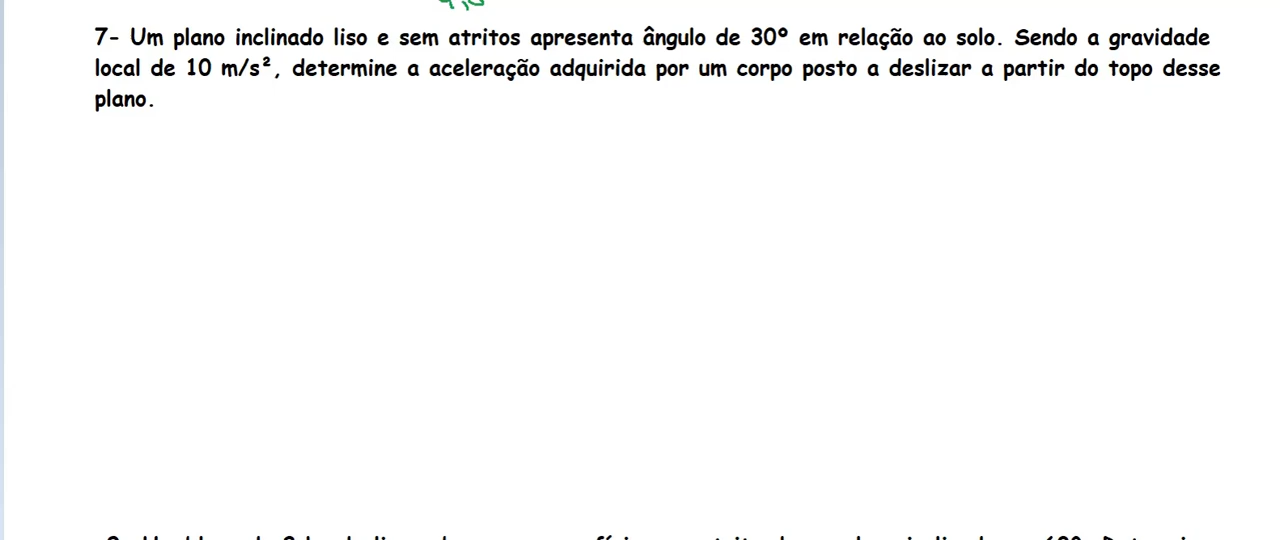 7- Um plano inclinado liso e sem atritos apresenta ângulo de 30º em relação ao solo. Sendo a gravidade
local de 10 m/s², determine a aceleração adquirida por um corpo posto a deslizar a partir do topo desse
plano.